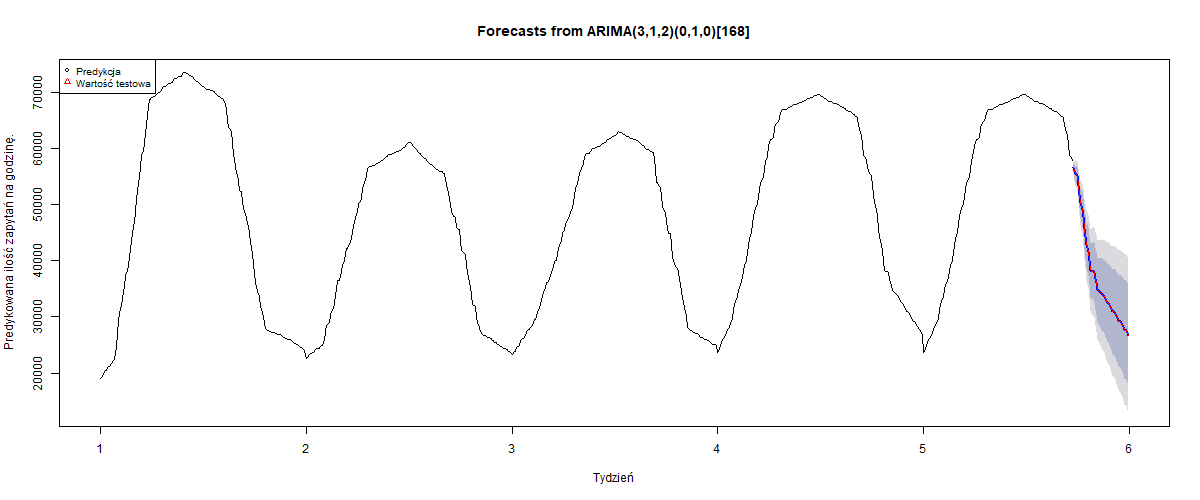 Forecasts from ARIMA(3,1,2)(0,1,0)[168]
Predykcja
Wartość testowa
Predykowana ilość zapytań na godzinę.
70000
60000
50000
40000
30000
20000
1 2 3 4 5 6
Tydzień